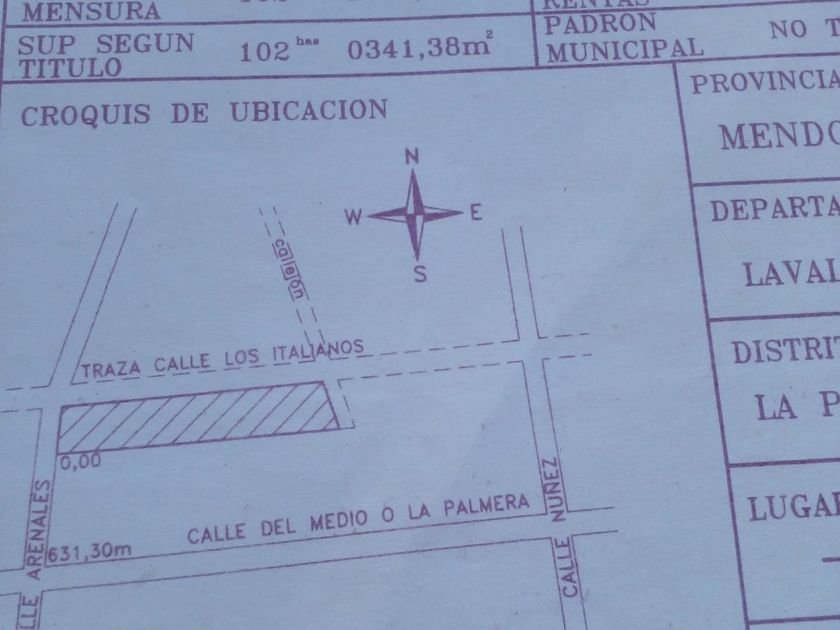 MENSURA
SUP SEGUN TITULO
102 has 0341,38m²
PADRON MUNICIPAL
NO
CROQUIS DE UBICACION
PROVINCIA
MENDO
N
W E
S
DEPARTA
LAVAL
callejón
TRAZA CALLE LOS ITALIANOS
DISTRIT
LA P
0,00
CALLE DEL MEDIO O LA PALMERA
631,30m
LLE ARENALES
CALLE NUÑEZ
LUGAR